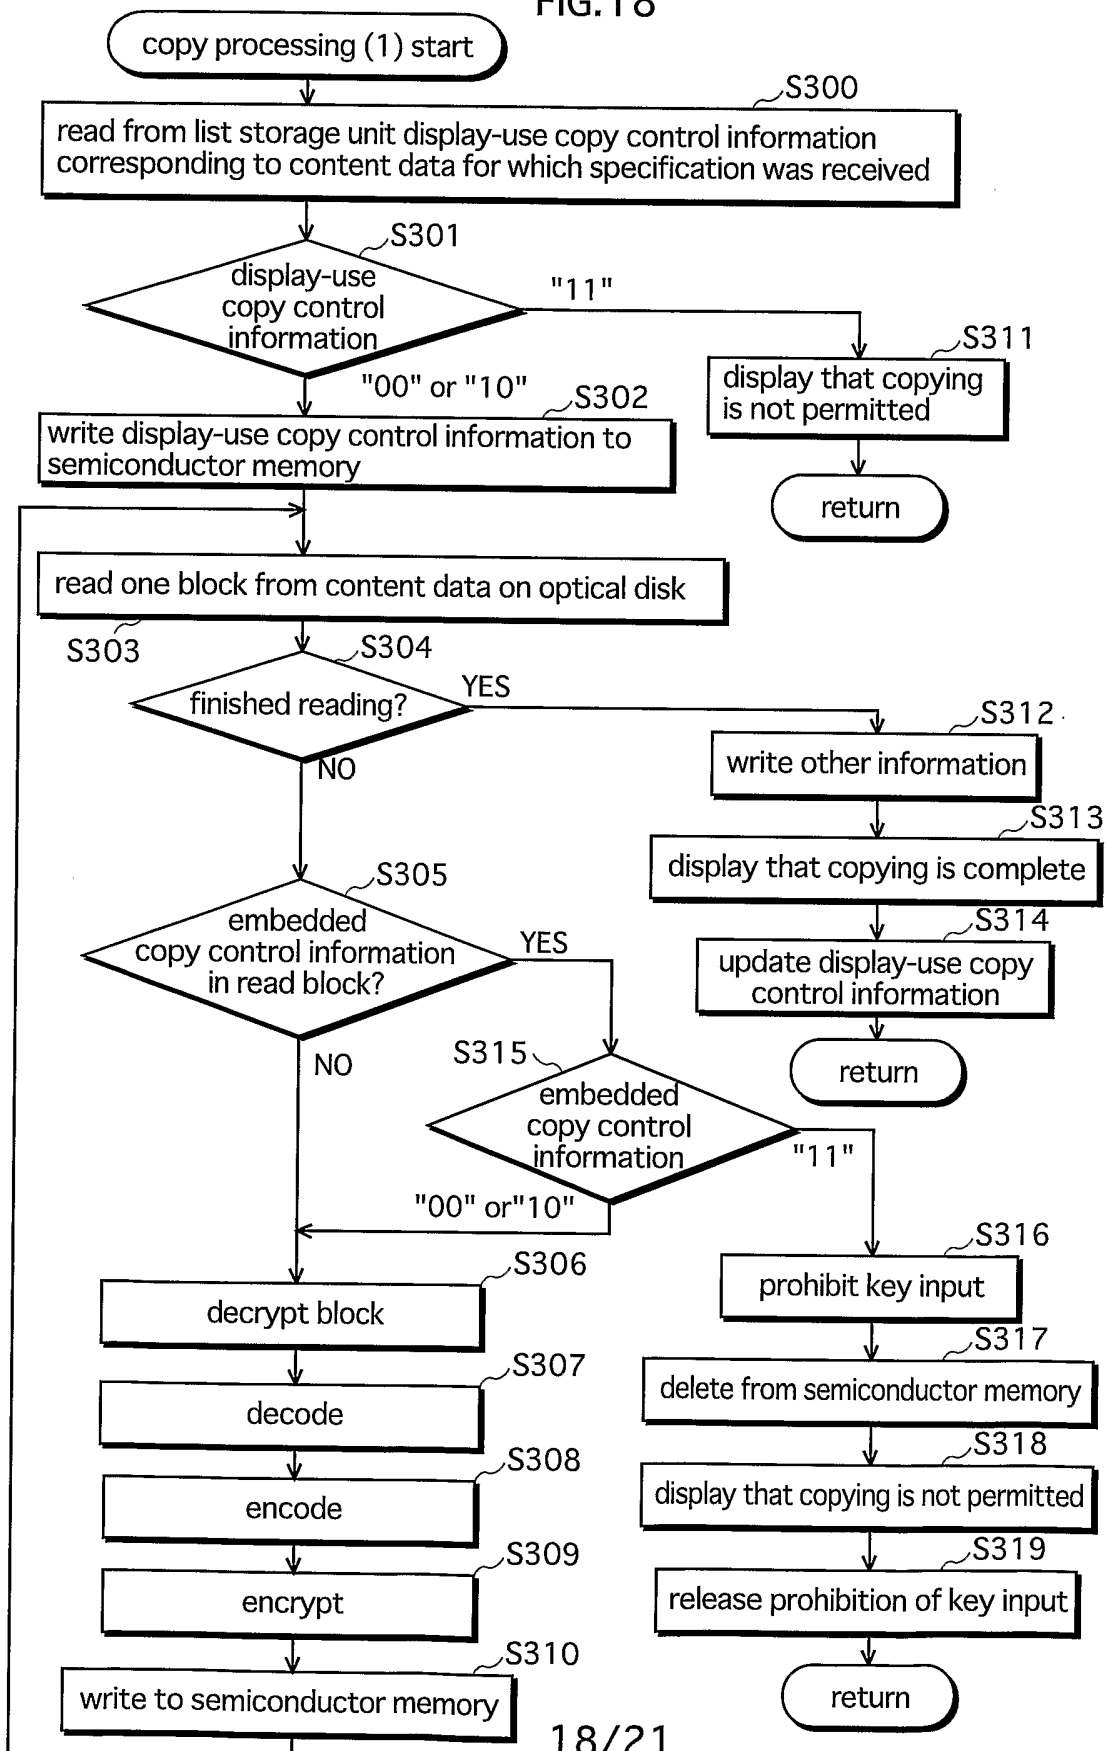 FIG.18
copy processing (1) start
S300
read from list storage unit display-use copy control information
corresponding to content data for which specification was received
S301
display-use
copy control
information
"11"
"00" or "10"
S311
display that copying
is not permitted
return
S302
write display-use copy control information to
semiconductor memory
read one block from content data on optical disk
S303
S304
finished reading?
YES
NO
S312
write other information
S313
display that copying is complete
S314
update display-use copy
control information
return
S305
embedded
copy control information
in read block?
YES
NO
S315
embedded
copy control
information
"11"
"00" or"10"
S316
prohibit key input
S317
delete from semiconductor memory
S318
display that copying is not permitted
S319
release prohibition of key input
return
S306
decrypt block
S307
decode
S308
encode
S309
encrypt
S310
write to semiconductor memory
18/21